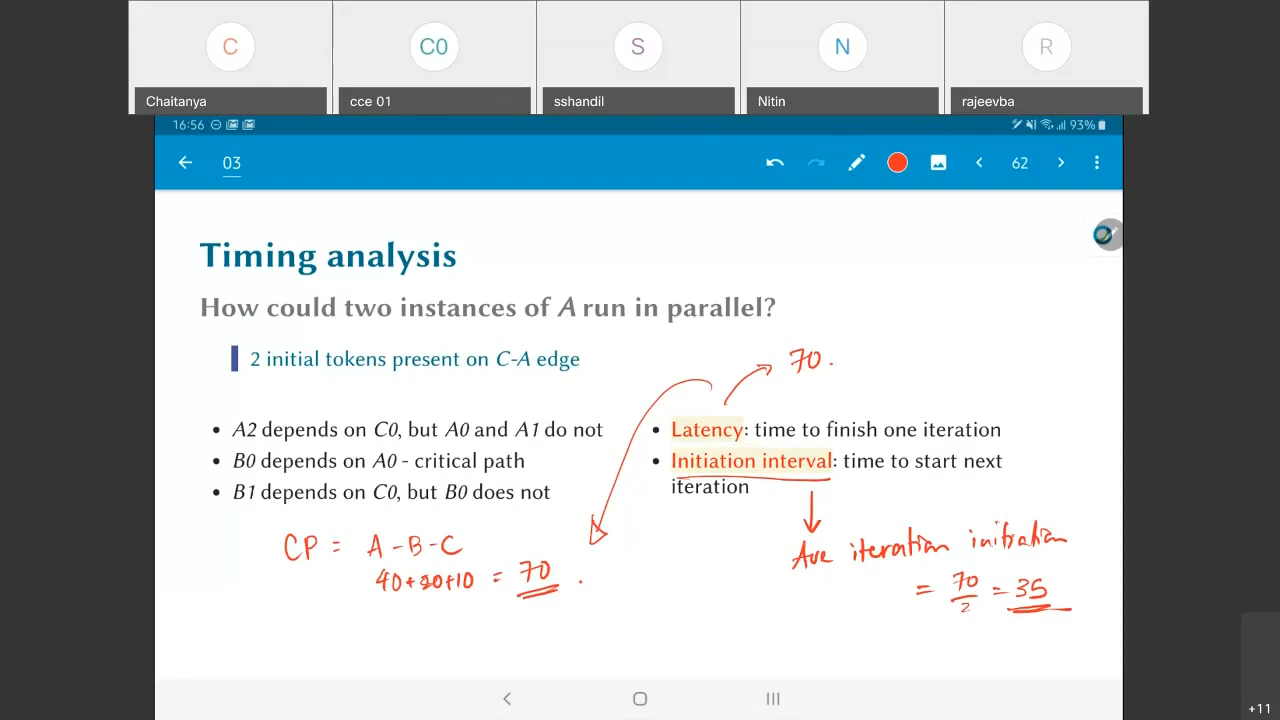 C
C0
S
N
R
Chaitanya
cce 01
sshandil
Nitin
rajeevba
16:56
93%
03
62
Timing analysis
How could two instances of A run in parallel?
2 initial tokens present on C-A edge
70.
• A2 depends on C0, but A0 and A1 do not
• B0 depends on A0 - critical path
• B1 depends on C0, but B0 does not
• Latency: time to finish one iteration
• Initiation interval: time to start next
iteration
CP = A-B-C
40+20+10 = 70.
Ave iteration initiation
= 70/2 = 35
+11